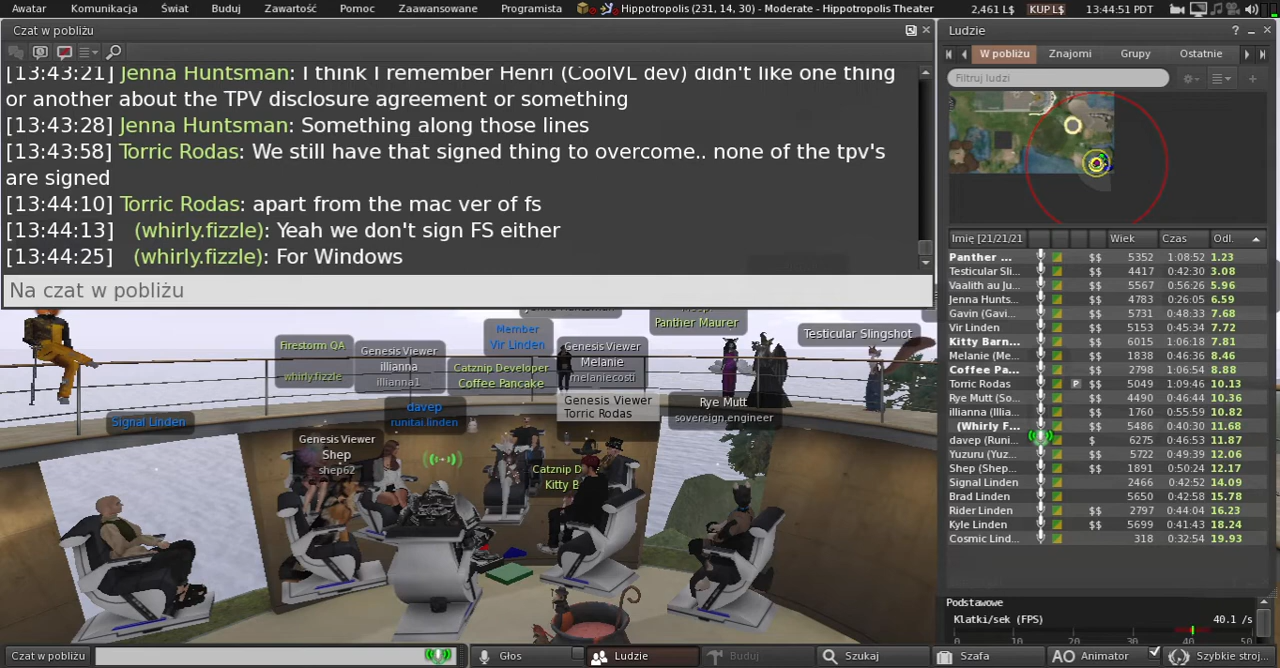 Awatar Komunikacja Świat Buduj Zawartość Pomoc Zaawansowane Programista Hippotropolis (231, 14, 30) - Moderate - Hippotropolis Theater 2,461 L$ KUP L$ 13:44:51 PDT
Czat w pobliżu
[13:43:21] Jenna Huntsman: I think I remember Henri (CoolVL dev) didn't like one thing
or another about the TPV disclosure agreement or something
[13:43:28] Jenna Huntsman: Something along those lines
[13:43:58] Torric Rodas: We still have that signed thing to overcome.. none of the tpv's
are signed
[13:44:10] Torric Rodas: apart from the mac ver of fs
[13:44:13] (whirly.fizzle): Yeah we don't sign FS either
[13:44:25] (whirly.fizzle): For Windows
Na czat w pobliżu
Ludzie
W pobliżu Znajomi Grupy Ostatnie
Filtruj ludzi
Imię [21/21/21 Wiek Czas Odl.
Panther ... $$ 5352 1:08:52 1.23
Testicular Sli... $$ 4417 0:42:30 3.08
Vaalith au Ju... $$ 5567 0:56:26 5.96
Jenna Hunts... $$ 4783 0:26:05 6.59
Gavin (Gavi... $$ 5731 0:48:33 7.68
Vir Linden $$ 5153 0:45:34 7.72
Kitty Barn... $$ 6015 1:06:18 7.81
Melanie (Me... $$ 1838 0:46:36 8.46
Coffee Pa... $$ 2798 1:06:54 8.88
Torric Rodas P $$ 5049 1:09:46 10.13
Rye Mutt (So... $$ 4490 0:46:44 10.36
illianna (Illia... $$ 1760 0:55:59 10.82
(Whirly F... $$ 5486 0:40:30 11.68
davep (Runi... $ 6275 0:46:53 11.87
Yuzuru (Yuz... $$ 5722 0:49:39 12.06
Shep (Shep... $$ 1891 0:50:24 12.17
Signal Linden 2466 0:42:52 14.09
Brad Linden 5650 0:42:58 15.78
Rider Linden $$ 2797 0:44:04 16.23
Kyle Linden $$ 5699 0:41:43 18.24
Cosmic Lind... 318 0:32:54 19.93
Podstawowe
Klatki/sek (FPS) 40.1 /s
0 10 20 30 40 50
Panther Maurer
Member
Vir Linden
Testicular Slingshot
Firestorm QA
whirly.fizzle
Genesis Viewer
illianna
illianna1
Catznip Developer
Coffee Pancake
Genesis Viewer
Melanie
melaniecosti
Genesis Viewer
Torric Rodas
Rye Mutt
sovereign.engineer
davep
runitai.linden
Signal Linden
Genesis Viewer
Shep
shep62
Catznip D
Kitty B
Czat w pobliżu Głos Ludzie Buduj Szukaj Szafa AO Animator Szybkie stroj...